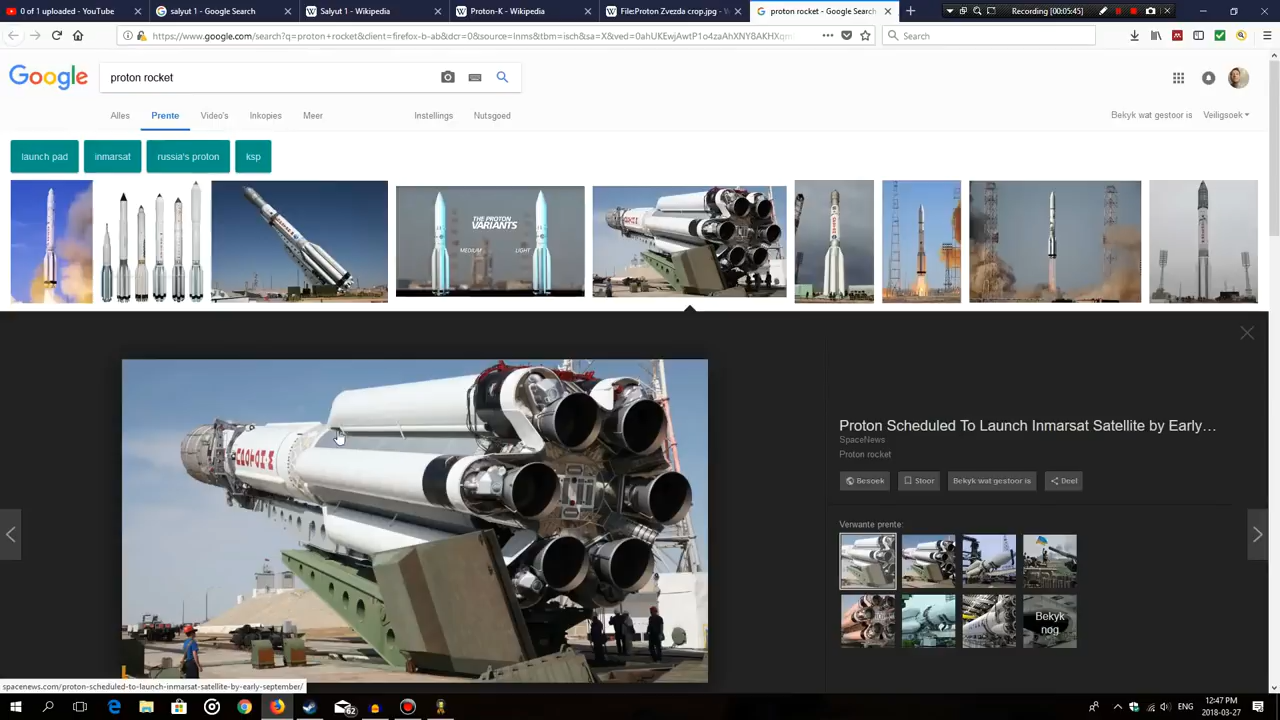 0 of 1 uploaded - YouTube
salyut 1 - Google Search
Salyut 1 - Wikipedia
Proton-K - Wikipedia
File:Proton Zvezda crop.jpg - W
proton rocket - Google Search
Recording (00:05:45)
https://www.google.com/search?q=proton+rocket&client=firefox-b-ab&dcr=0&source=lnms&tbm=isch&sa=X&ved=
Search
Google
proton rocket
Alles
Prente
Video's
Inkopies
Meer
Instellings
Nutsgoed
Bekyk wat gestoor is
Veiligsoek
launch pad
inmarsat
russia's proton
ksp
THE PROTON
VARIANTS
MEDIUM
LIGHT
Proton Scheduled To Launch Inmarsat Satellite by Early…
SpaceNews
Proton rocket
Besoek
Stoor
Bekyk wat gestoor is
Deel
Verwante prente:
Bekyk
nog
spacenews.com/proton-scheduled-to-launch-inmarsat-satellite-by-early-september/
62
ENG
12:47 PM
2018-03-27